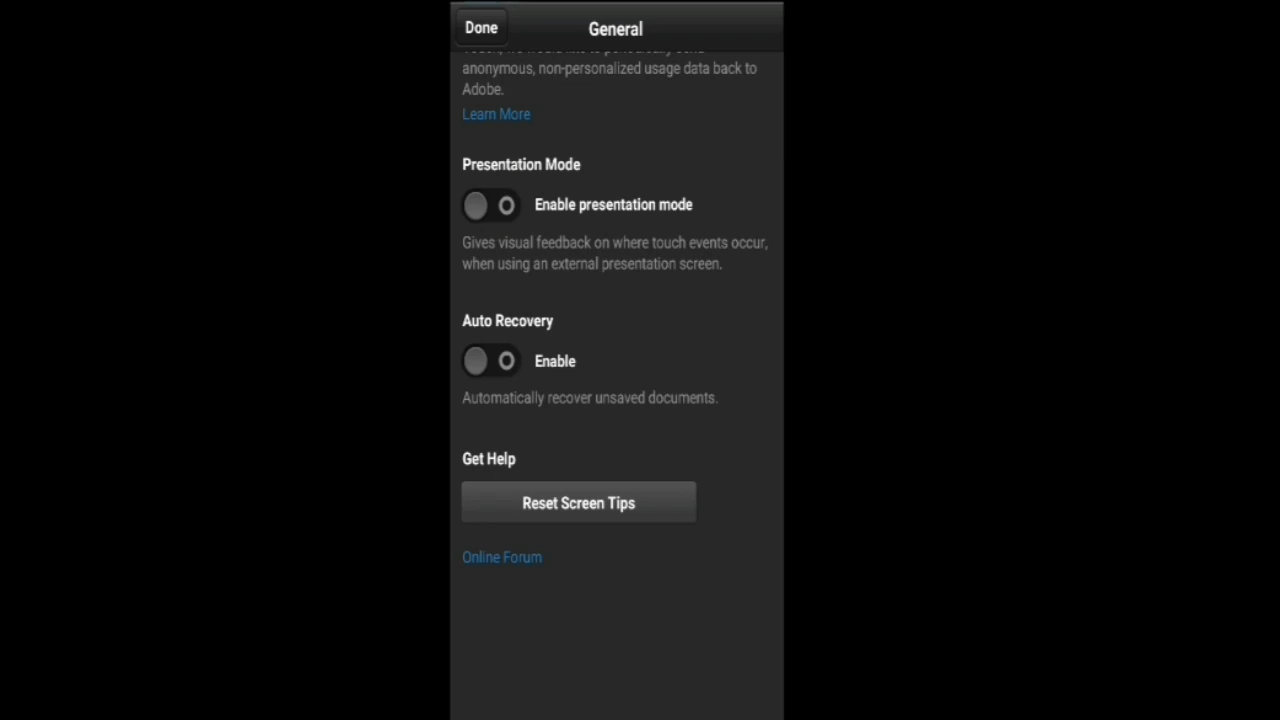 Done
General
anonymous, non-personalized usage data back to
Adobe.
Learn More
Presentation Mode
Enable presentation mode
Gives visual feedback on where touch events occur,
when using an external presentation screen.
Auto Recovery
Enable
Automatically recover unsaved documents.
Get Help
Reset Screen Tips
Online Forum